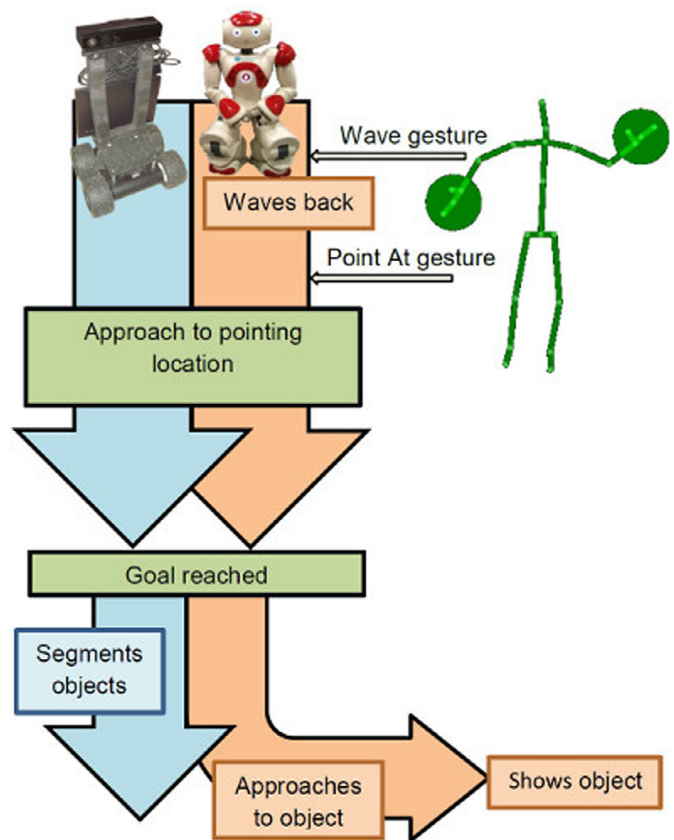 Wave gesture
Waves back
Point At gesture
Approach to pointing
location
Goal reached
Segments
objects
Approaches
to object
Shows object